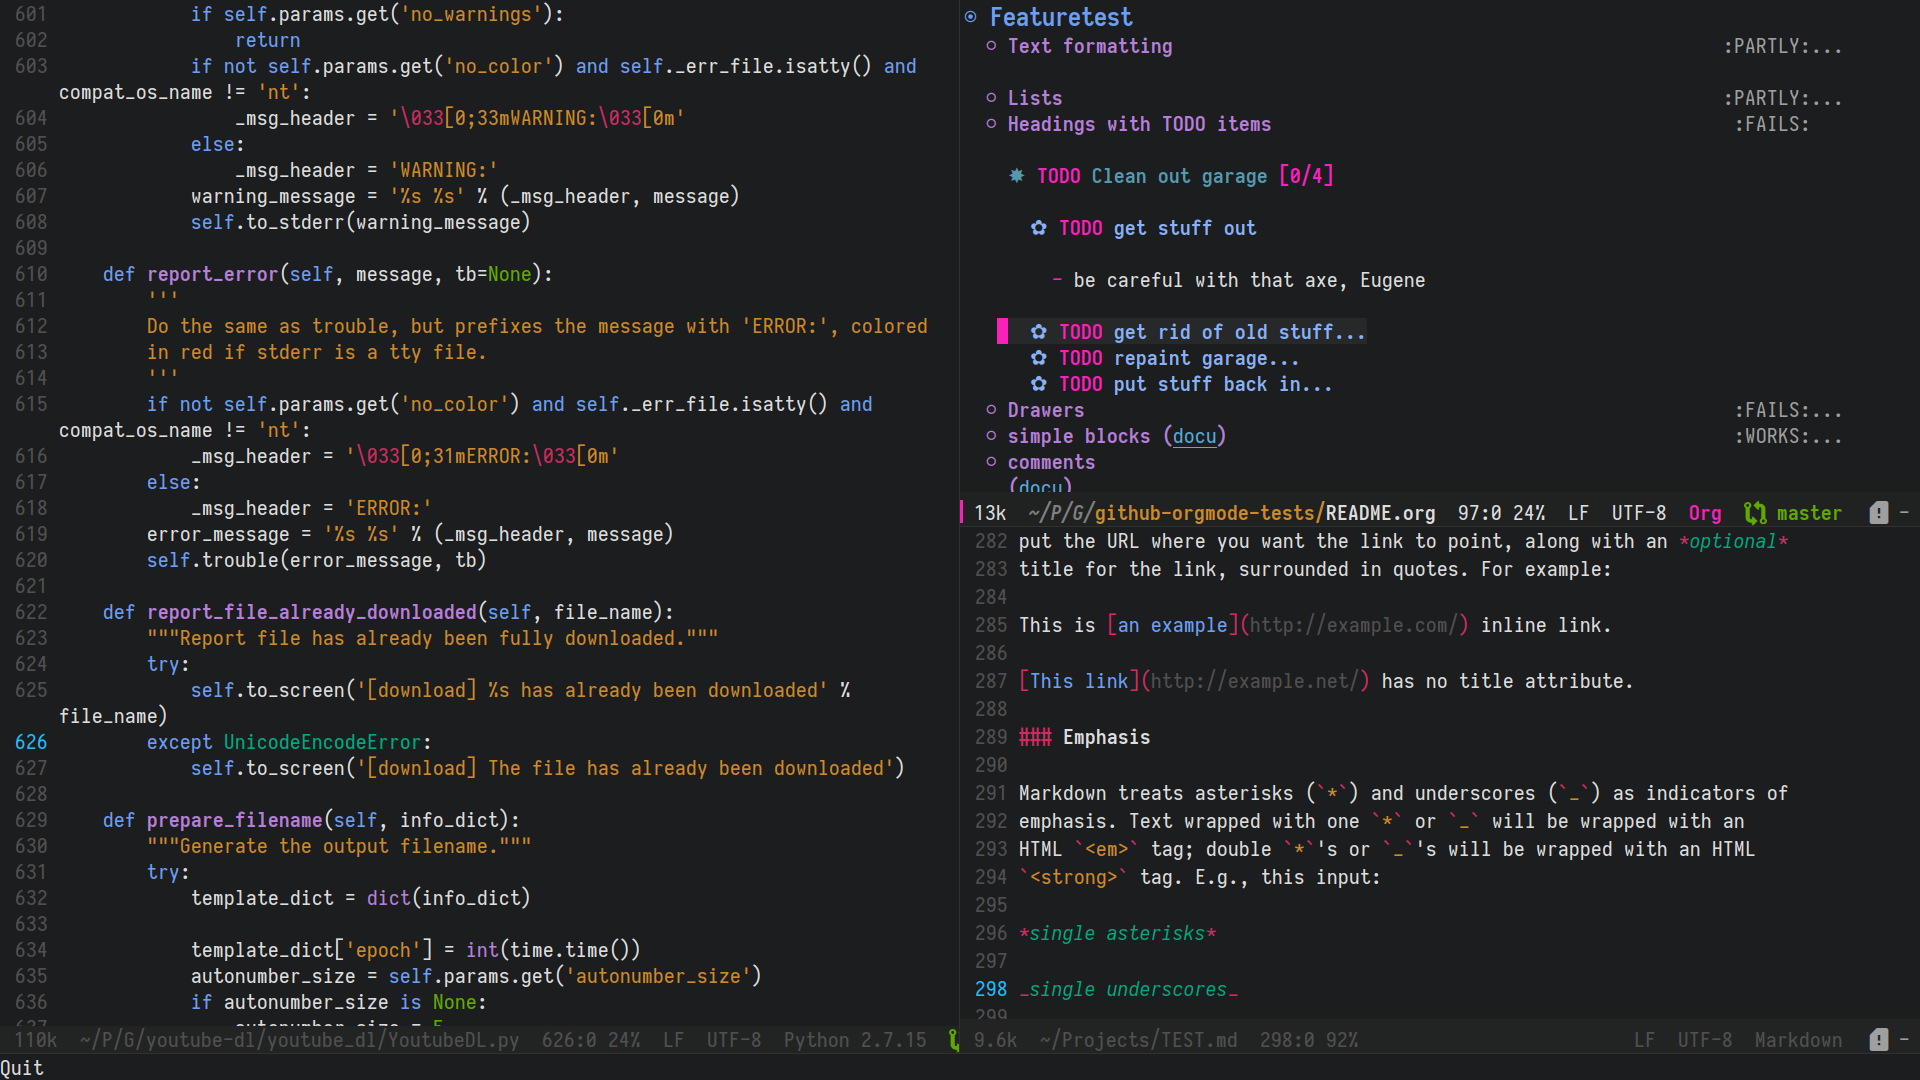 601             if self.params.get('no_warnings'):
602                 return
603             if not self.params.get('no_color') and self._err_file.isatty() and
compat_os_name != 'nt':
604                 _msg_header = '\033[0;33mWARNING:\033[0m'
605             else:
606                 _msg_header = 'WARNING:'
607             warning_message = '%s %s' % (_msg_header, message)
608             self.to_stderr(warning_message)
609
610     def report_error(self, message, tb=None):
611         '''
612         Do the same as trouble, but prefixes the message with 'ERROR:', colored
613         in red if stderr is a tty file.
614         '''
615         if not self.params.get('no_color') and self._err_file.isatty() and
compat_os_name != 'nt':
616             _msg_header = '\033[0;31mERROR:\033[0m'
617         else:
618             _msg_header = 'ERROR:'
619         error_message = '%s %s' % (_msg_header, message)
620         self.trouble(error_message, tb)
621
622     def report_file_already_downloaded(self, file_name):
623         """Report file has already been fully downloaded."""
624         try:
625             self.to_screen('[download] %s has already been downloaded' %
file_name)
626         except UnicodeEncodeError:
627             self.to_screen('[download] The file has already been downloaded')
628
629     def prepare_filename(self, info_dict):
630         """Generate the output filename."""
631         try:
632             template_dict = dict(info_dict)
633
634             template_dict['epoch'] = int(time.time())
635             autonumber_size = self.params.get('autonumber_size')
636             if autonumber_size is None:
637                 autonumber_size = 5
110k  ~/P/G/youtube-dl/youtube_dl/YoutubeDL.py  626:0 24%  LF  UTF-8  Python 2.7.15
Featuretest
Text formatting :PARTLY:...
Lists :PARTLY:...
Headings with TODO items :FAILS:
TODO Clean out garage [0/4]
TODO get stuff out
- be careful with that axe, Eugene
TODO get rid of old stuff...
TODO repaint garage...
TODO put stuff back in...
Drawers :FAILS:...
simple blocks (docu) :WORKS:...
comments
(docu)
13k  ~/P/G/github-orgmode-tests/README.org  97:0 24%  LF  UTF-8  Org  master  ! -
282 put the URL where you want the link to point, along with an *optional*
283 title for the link, surrounded in quotes. For example:
284
285 This is [an example](http://example.com/) inline link.
286
287 [This link](http://example.net/) has no title attribute.
288
289 ### Emphasis
290
291 Markdown treats asterisks (`*`) and underscores (`_`) as indicators of
292 emphasis. Text wrapped with one `*` or `_` will be wrapped with an
293 HTML `<em>` tag; double `*`'s or `_`'s will be wrapped with an HTML
294 `<strong>` tag. E.g., this input:
295
296 *single asterisks*
297
298 _single underscores_
299
9.6k  ~/Projects/TEST.md  298:0 92%  LF  UTF-8  Markdown  ! -
Quit